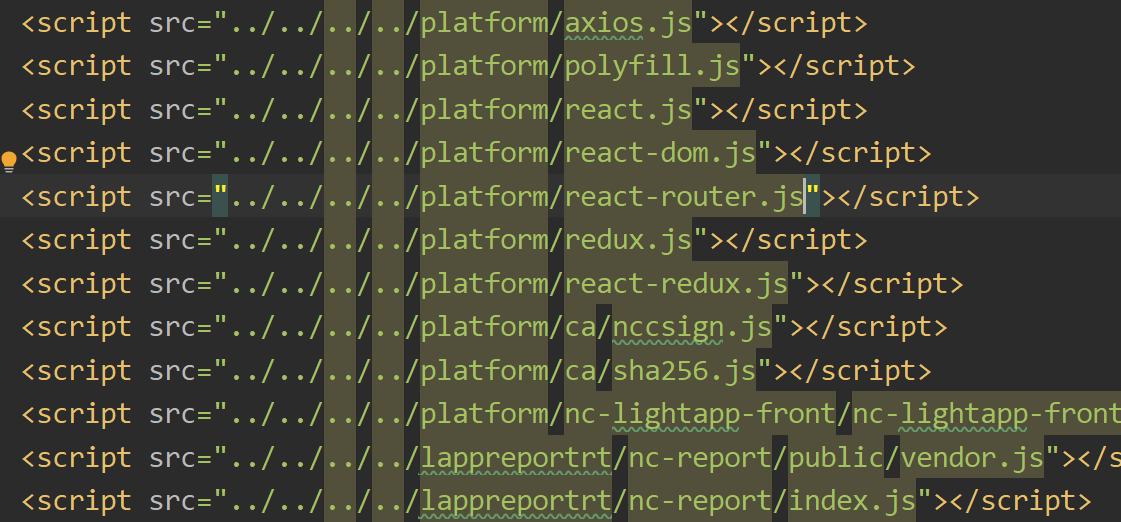 <script src="../../../../platform/axios.js"></script>
<script src="../../../../platform/polyfill.js"></script>
<script src="../../../../platform/react.js"></script>
<script src="../../../../platform/react-dom.js"></script>
<script src="../../../../platform/react-router.js"></script>
<script src="../../../../platform/redux.js"></script>
<script src="../../../../platform/react-redux.js"></script>
<script src="../../../../platform/ca/nccsign.js"></script>
<script src="../../../../platform/ca/sha256.js"></script>
<script src="../../../../platform/nc-lightapp-front/nc-lightapp-front
<script src="../../../../lappreportrt/nc-report/public/vendor.js"></s
<script src="../../../../lappreportrt/nc-report/index.js"></script>